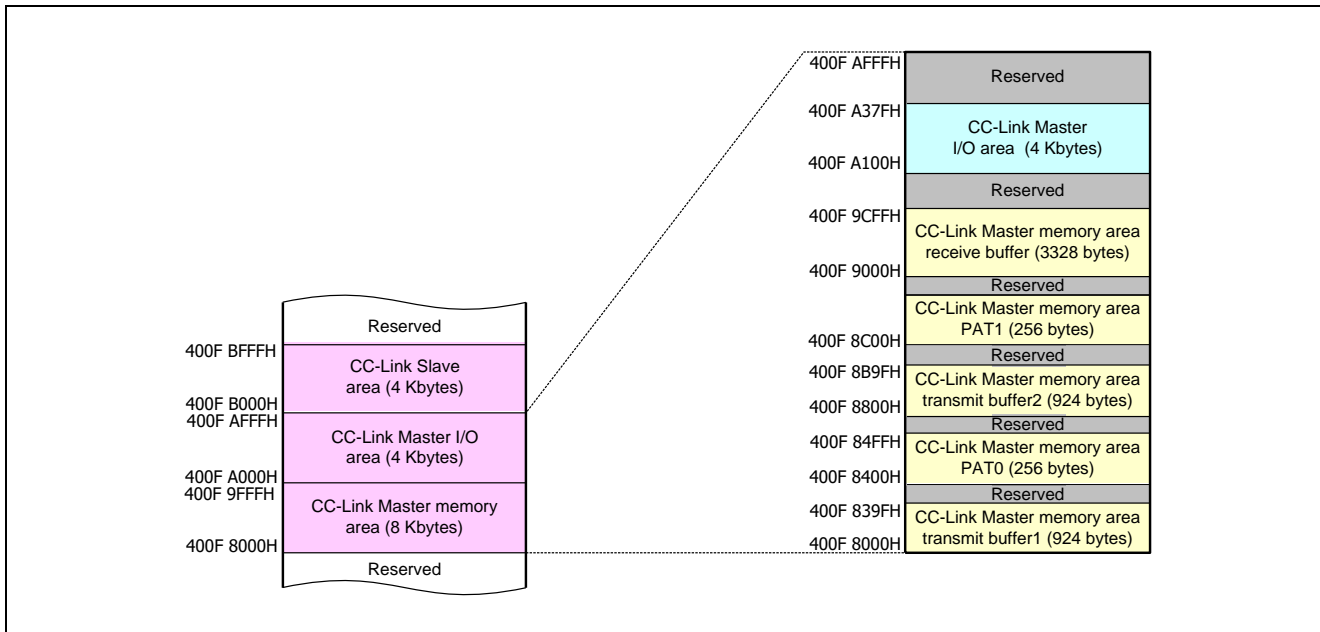 Reserved
400F BFFFH
CC-Link Slave
area (4 Kbytes)
400F B000H
400F AFFFH
CC-Link Master I/O
area (4 Kbytes)
400F A000H
400F 9FFFH
CC-Link Master memory
area (8 Kbytes)
400F 8000H
Reserved
400F AFFFH
Reserved
400F A37FH
CC-Link Master
I/O area (4 Kbytes)
400F A100H
Reserved
400F 9CFFH
CC-Link Master memory area
receive buffer (3328 bytes)
400F 9000H
Reserved
CC-Link Master memory area
PAT1 (256 bytes)
400F 8C00H
Reserved
400F 8B9FH
CC-Link Master memory area
transmit buffer2 (924 bytes)
400F 8800H
Reserved
400F 84FFH
CC-Link Master memory area
PAT0 (256 bytes)
400F 8400H
Reserved
400F 839FH
CC-Link Master memory area
transmit buffer1 (924 bytes)
400F 8000H